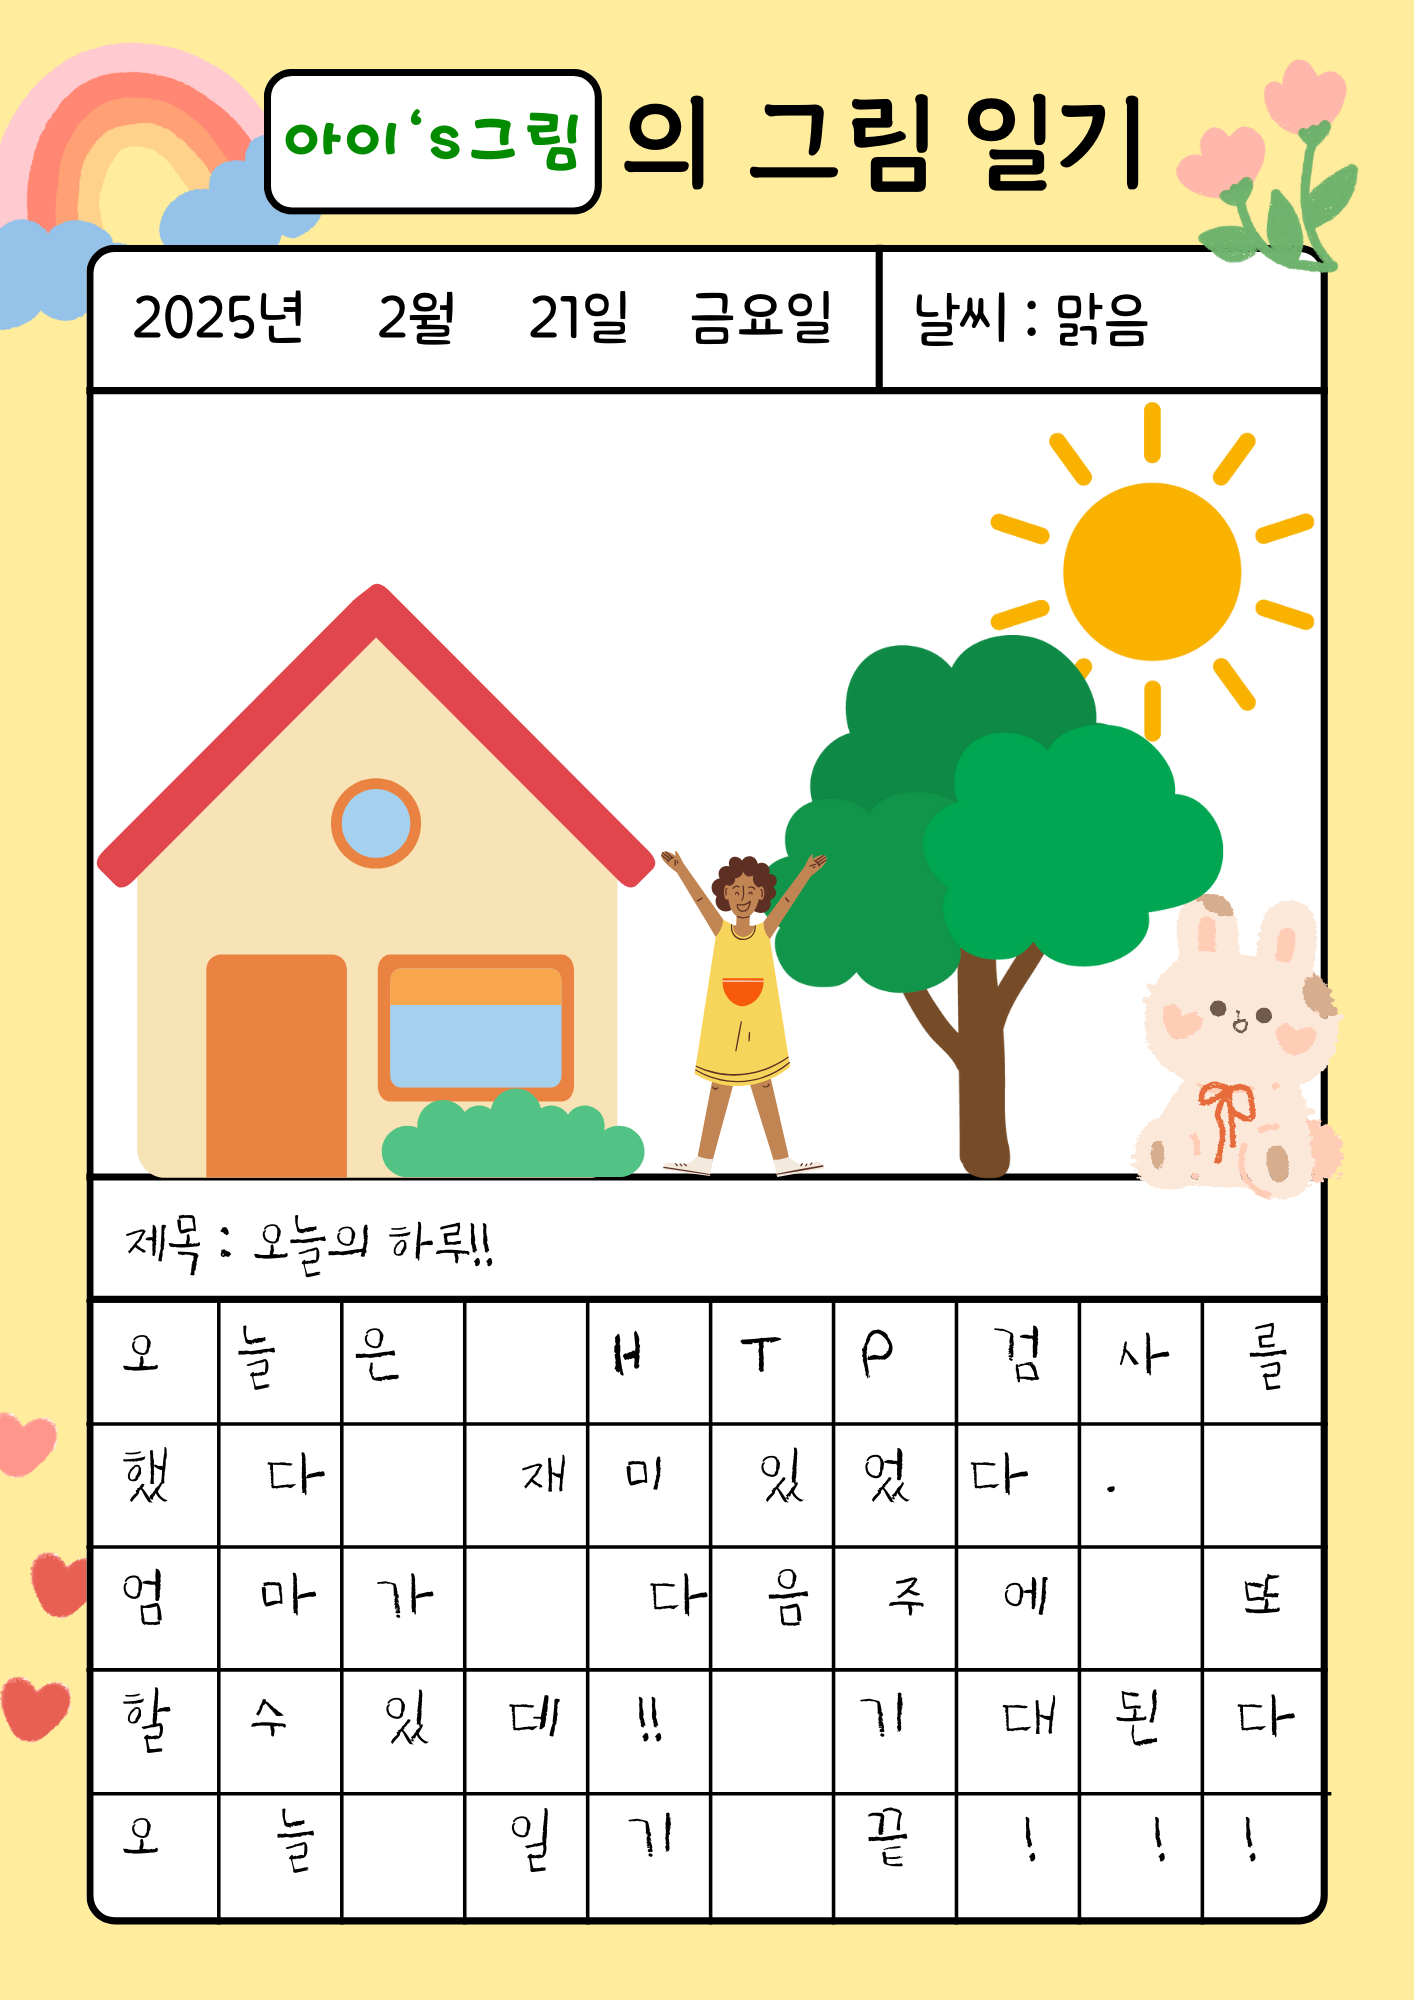 아이‘s그림 의 그림 일기
2025년 2월 21일 금요일 날씨 : 맑음
제목 : 오늘의 하루!!
오늘은 HTP검사를
했다 재미있었다.
엄마가 다음주에 또
할수있데!! 기대된다
오늘 일기 끝!!!